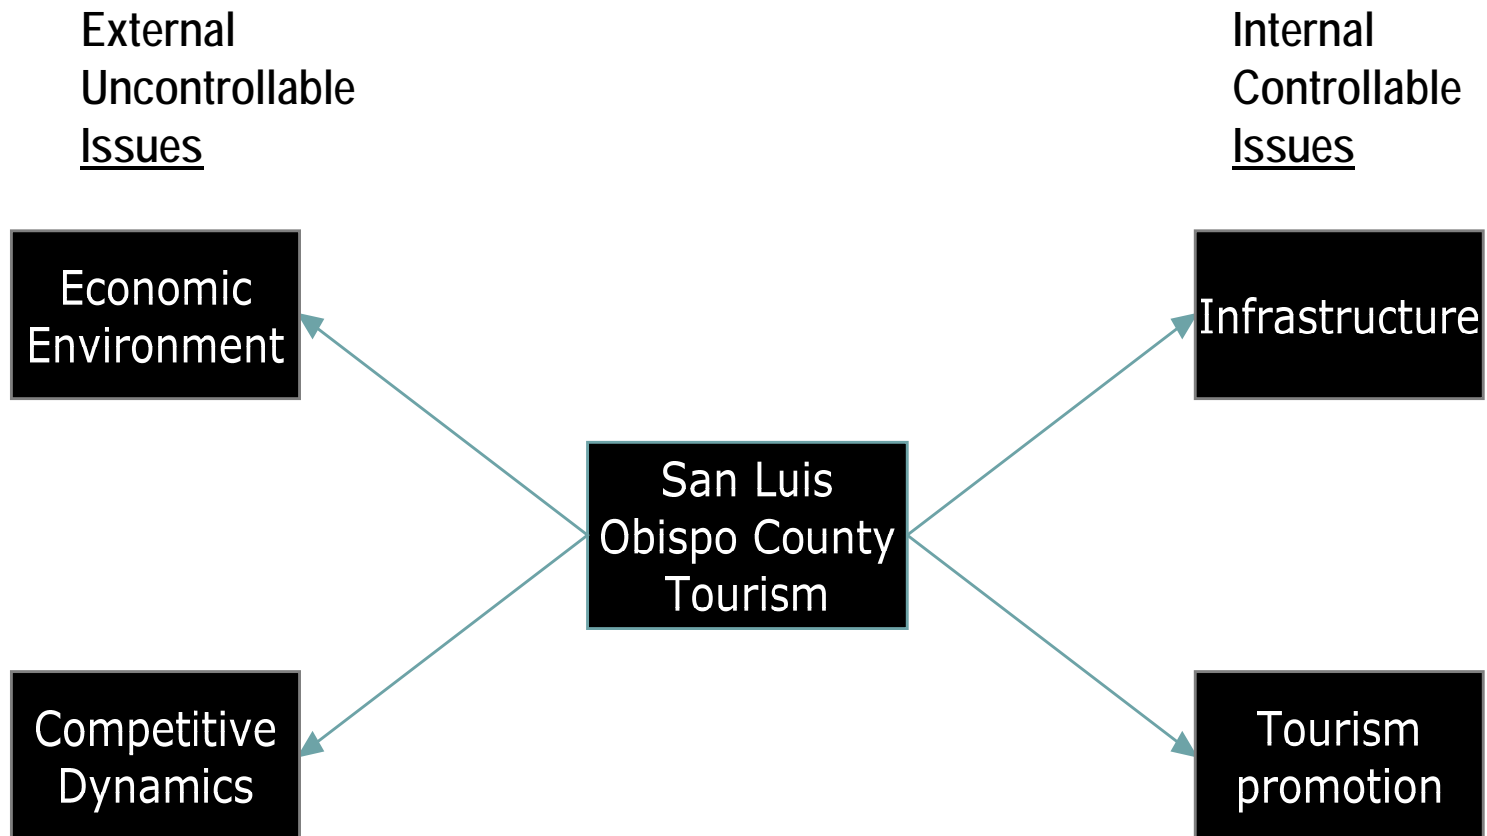 External
Uncontrollable
Issues
Internal
Controllable
Issues
Economic
Environment
Infrastructure
San Luis
Obispo County
Tourism
Competitive
Dynamics
Tourism
promotion